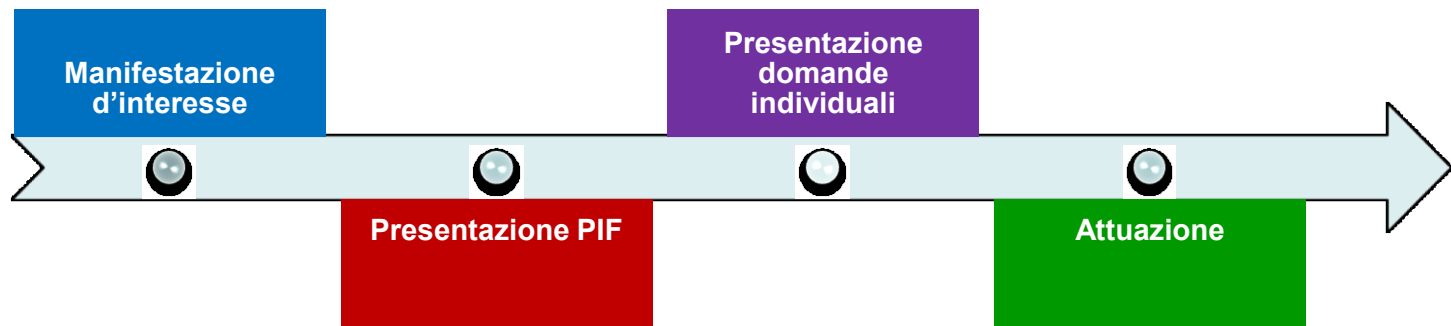 Manifestazione
d’interesse
Presentazione PIF
Presentazione
domande
individuali
Attuazione